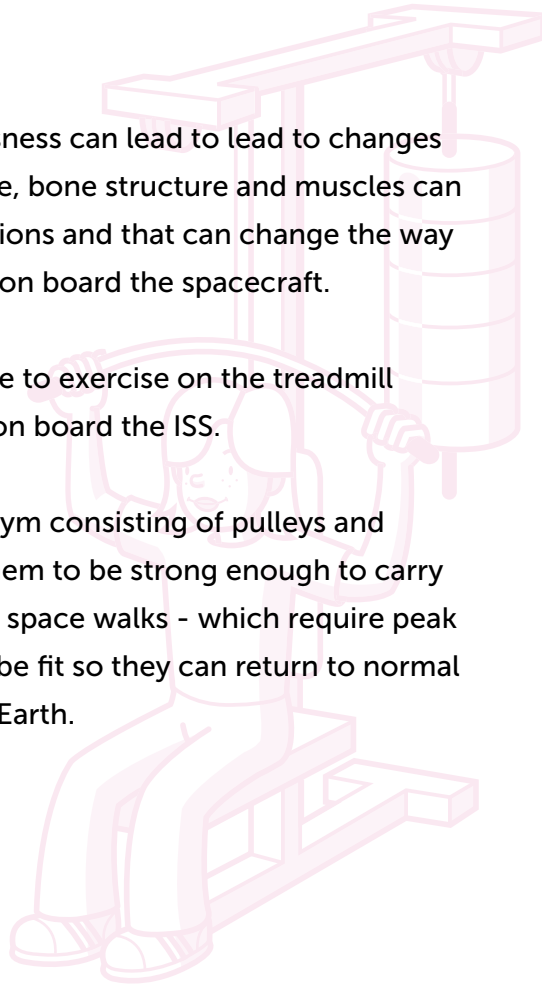 sness can lead to lead to changes
e, bone structure and muscles can
ions and that can change the way
on board the spacecraft.
e to exercise on the treadmill
on board the ISS.
ym consisting of pulleys and
em to be strong enough to carry
space walks - which require peak
be fit so they can return to normal
Earth.